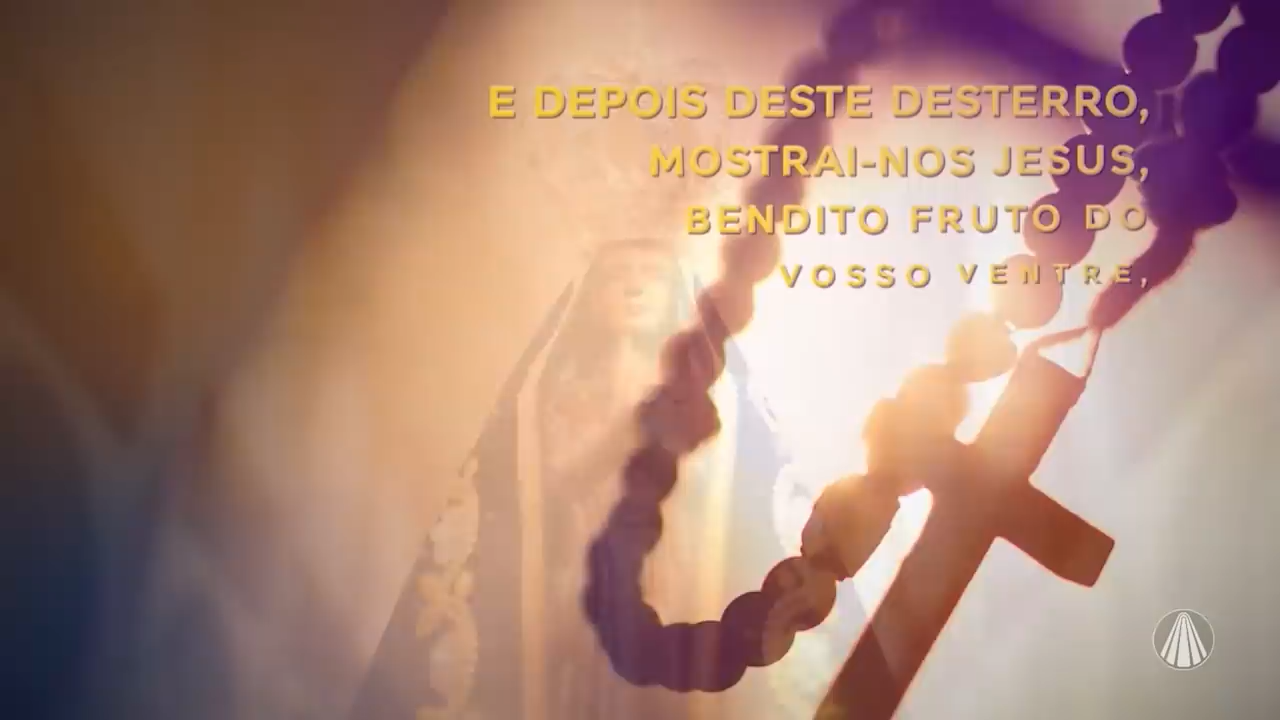 E DEPOIS DESTE DESTERRO,
MOSTRAI-NOS JESUS,
BENDITO FRUTO DO
VOSSO VENTRE,